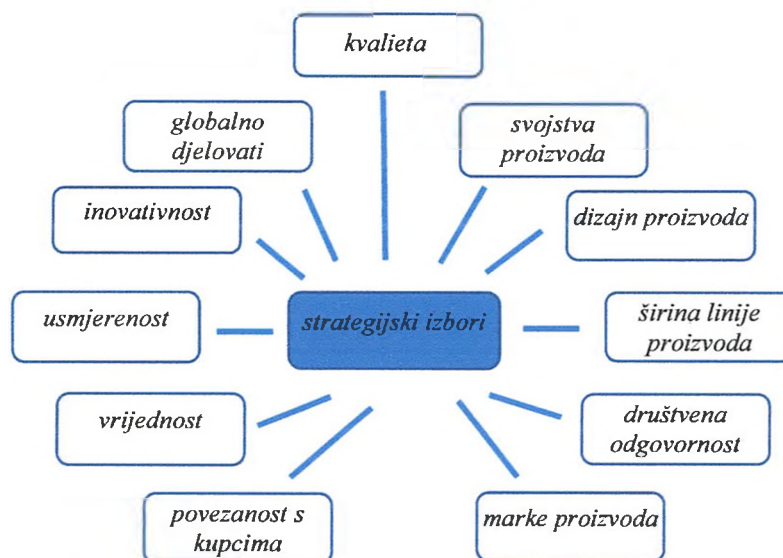 kvalieta
globalno
djelovati
svojstva
proizvoda
inovativnost
dizajn proizvoda
usmjerenost
strategijski izbori
širina linije
proizvoda
vrijednost
društvena
odgovornost
povezanost s
kupcima
marke proizvoda